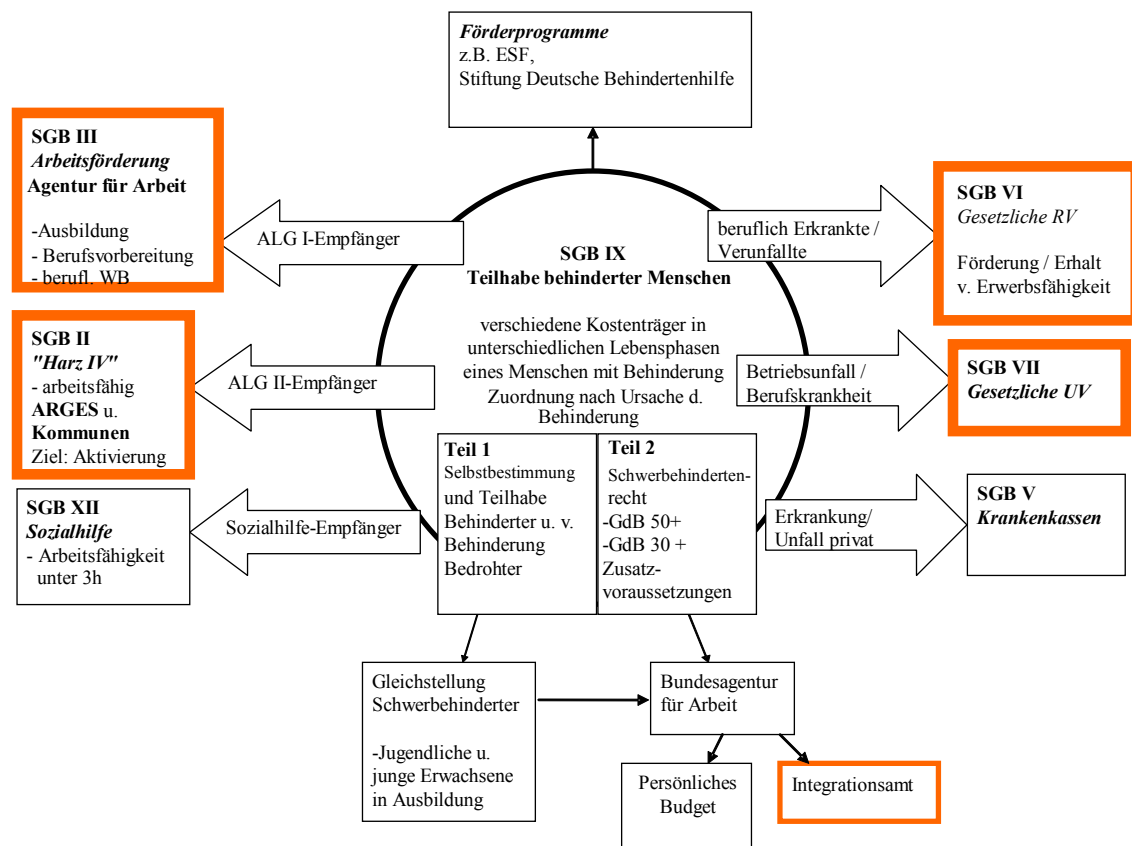 Förderprogramme
z.B. ESF,
Stiftung Deutsche Behindertenhilfe
SGB III
Arbeitsförderung
Agentur für Arbeit
-Ausbildung
- Berufsvorbereitung
- berufl. WB
ALG I-Empfänger
SGB IX
Teilhabe behinderter Menschen
verschiedene Kostenträger in
unterschiedlichen Lebensphasen
eines Menschen mit Behinderung
Zuordnung nach Ursache d.
Behinderung
beruflich Erkrankte /
Verunfallte
SGB VI
Gesetzliche RV
Förderung / Erhalt
v. Erwerbsfähigkeit
SGB II
"Harz IV"
- arbeitsfähig
ARGES u.
Kommunen
Ziel: Aktivierung
ALG II-Empfänger
Betriebsunfall /
Berufskrankheit
SGB VII
Gesetzliche UV
SGB XII
Sozialhilfe
- Arbeitsfähigkeit
unter 3h
Sozialhilfe-Empfänger
Teil 1
Selbstbestimmung
und Teilhabe
Behinderter u. v.
Behinderung
Bedrohter
Teil 2
Schwerbehinderten-
recht
-GdB 50+
-GdB 30 +
Zusatz-
voraussetzungen
Erkrankung/
Unfall privat
SGB V
Krankenkassen
Gleichstellung
Schwerbehinderter
-Jugendliche u.
junge Erwachsene
in Ausbildung
Bundesagentur
für Arbeit
Persönliches
Budget
Integrationsamt